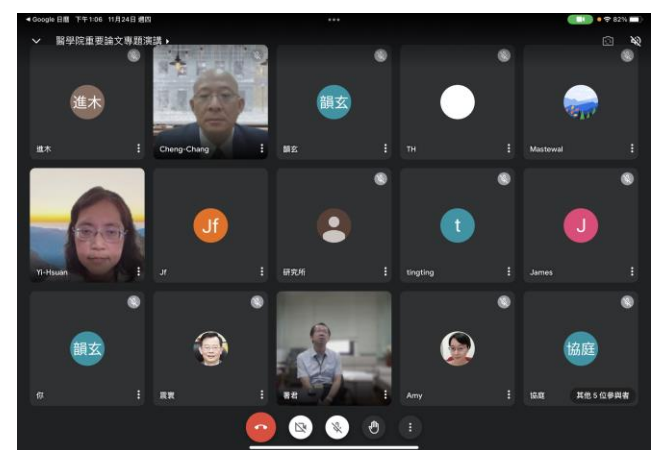 ◀ Google 日曆 下午1:06 11月24日 週四
82%
醫學院重要論文專題演講
進木
韻玄
進木
Cheng-Chang
韻玄
TH
Mastewal
Jf
t
J
Yi-Hsuan
Jf
研究所
tingting
James
韻玄
協庭
你
著君
Amy
協庭
其他 5 位參與者